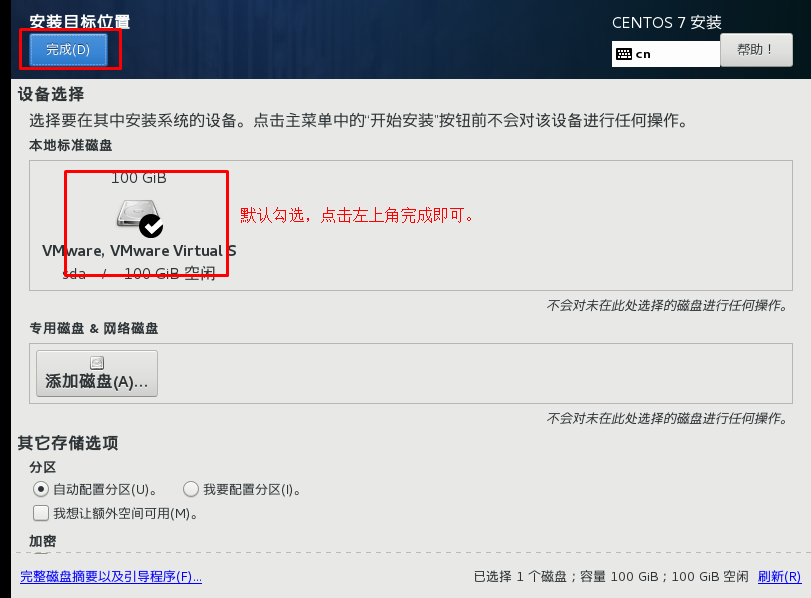 安装目标位置
CENTOS 7 安装
完成(D)
cn
帮助！
设备选择
选择要在其中安装系统的设备。点击主菜单中的“开始安装”按钮前不会对该设备进行任何操作。
本地标准磁盘
100 GiB
默认勾选，点击左上角完成即可。
VMware, VMware Virtual S
sda / 100 GiB 空闲
不会对未在此处选择的磁盘进行任何操作。
专用磁盘 & 网络磁盘
添加磁盘(A)...
不会对未在此处选择的磁盘进行任何操作。
其它存储选项
分区
自动配置分区(U)。 我要配置分区(I)。
我想让额外空间可用(M)。
加密
完整磁盘摘要以及引导程序(F)... 已选择 1 个磁盘；容量 100 GiB；100 GiB 空闲 刷新(R)